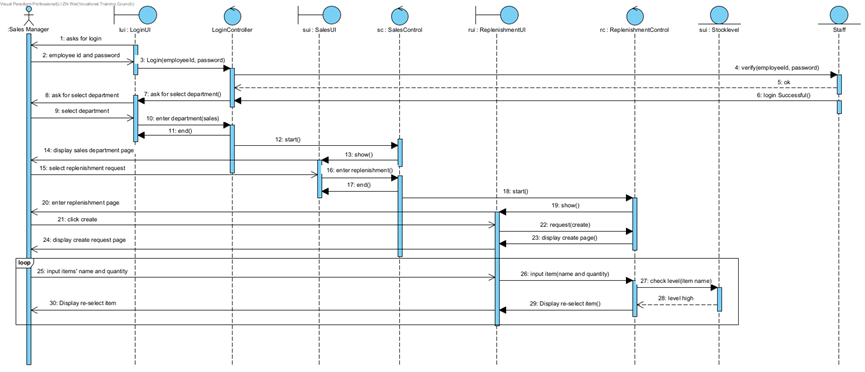 Visual Paradigm Professional(Li Zhi Wai(Vocational Training Council))
:Sales Manager
lui : LoginUI
LoginController
sui : SalesUI
sc : SalesControl
rui : ReplenishmentUI
rc : ReplenishmentControl
sui : Stocklevel
Staff
1: asks for login
2: employee id and password
3: Login(employeeId, password)
4: verify(employeeId, password)
5: ok
6: login Successful()
7: ask for select department()
8: ask for select department
9: select department
10: enter department(sales)
11: end()
12: start()
13: show()
14: display sales department page
15: select replenishment request
16: enter replenishment()
17: end()
18: start()
19: show()
20: enter replenishment page
21: click create
22: request(create)
23: display create page()
24: display create request page
loop
25: input items' name and quantity
26: input item(name and quantity)
27: check level(item name)
28: level high
29: Display re-select item()
30: Display re-select item